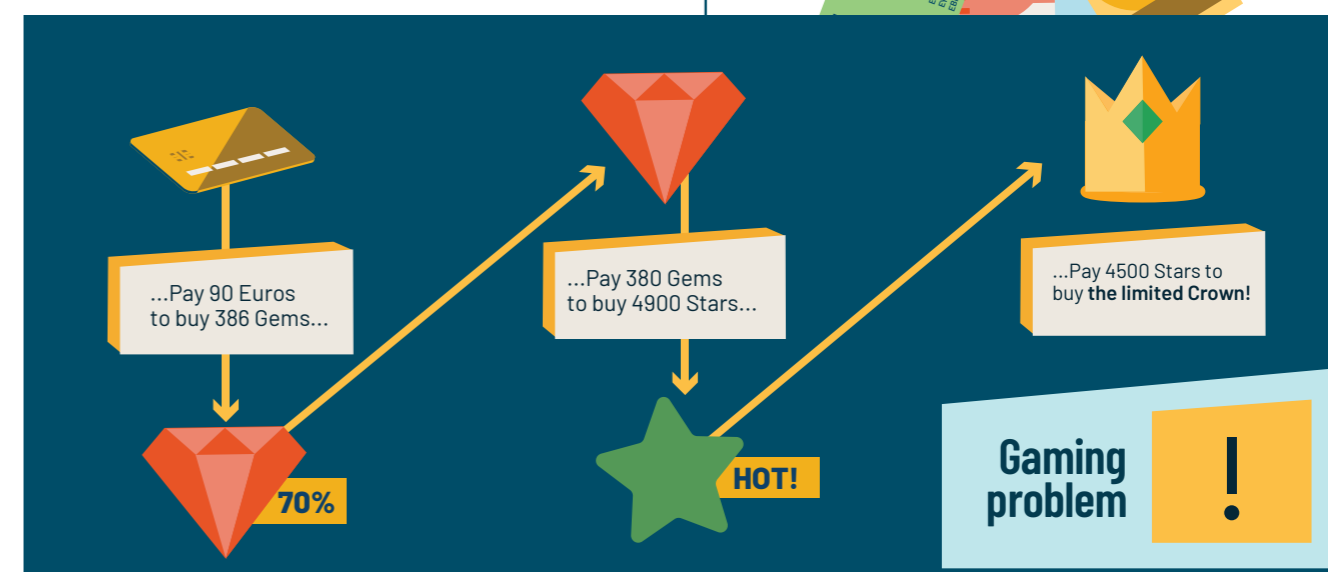 ...Pay 90 Euros
to buy 386 Gems...
70%
...Pay 380 Gems
to buy 4900 Stars...
HOT!
...Pay 4500 Stars to
buy the limited Crown!
Gaming
problem
!